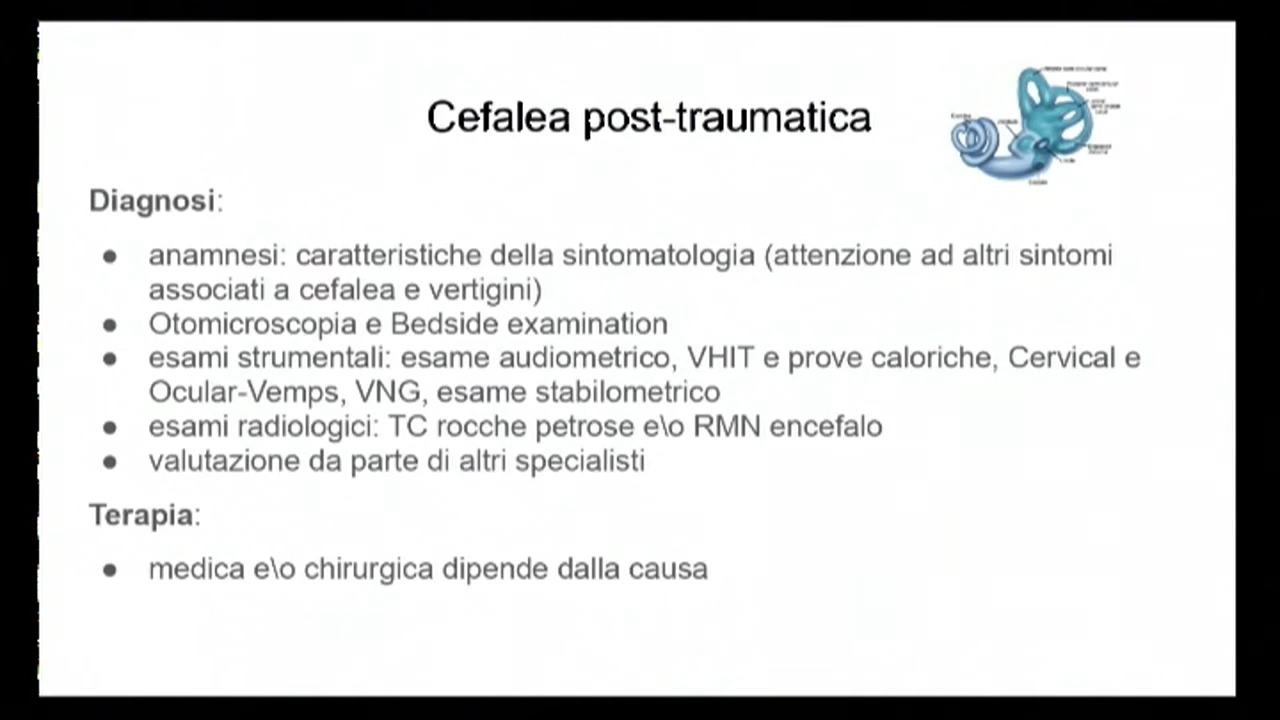 Cefalea post-traumatica
Diagnosi:
● anamnesi: caratteristiche della sintomatologia (attenzione ad altri sintomi
associati a cefalea e vertigini)
● Otomicroscopia e Bedside examination
● esami strumentali: esame audiometrico, VHIT e prove caloriche, Cervical e
Ocular-Vemps, VNG, esame stabilometrico
● esami radiologici: TC rocche petrose e\o RMN encefalo
● valutazione da parte di altri specialisti
Terapia:
● medica e\o chirurgica dipende dalla causa